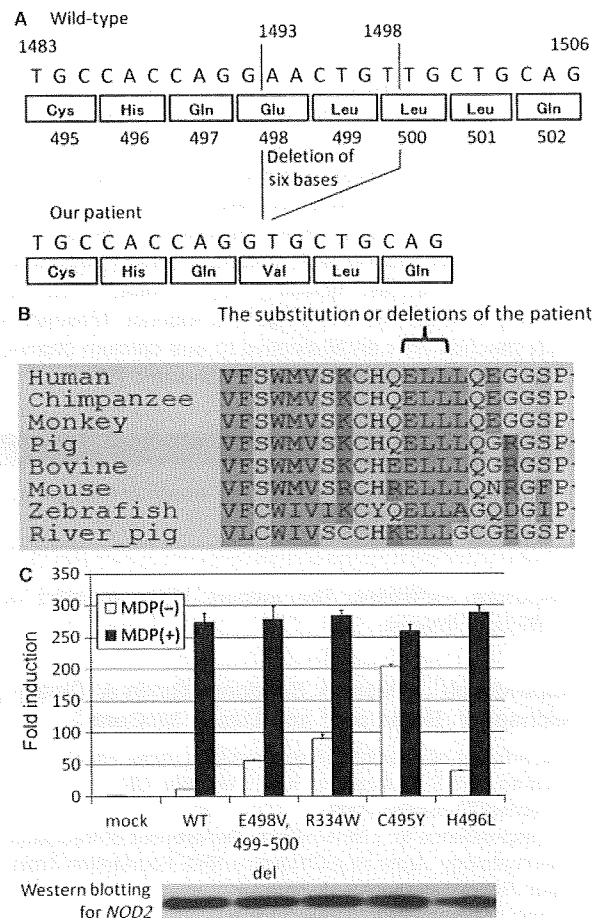 A Wild-type
1493 1498
1483 1506
T G C C A C C A G G A A C T G T T G C T G C A G
Cys His Gln Glu Leu Leu Leu Gln
495 496 497 498 499 500 501 502
Deletion of
six bases
Our patient
T G C C A C C A G G T G C T G C A G
Cys His Gln Val Leu Gln
B
The substitution or deletions of the patient
Human VFSWMVSKCHQELLLQEGGSP-
Chimpanzee VFSWMVSKCHQELLLQEGGSP-
Monkey VFSWMVSKCHQELLLQEGGSP-
Pig VFSWMVSKCHQELLLQGRGSP-
Bovine VFSWMVSKCHEELLLQGRGSP-
Mouse VFSWMVSRCHRELLLQNRGFP-
Zebrafish VFCWIVIKCYQELLAGQDGIP-
River_pig VLCWIVSCCHKELLGCGEGSP-
C
350
300
250
200
150
100
50
0
Fold induction
MDP(−)
MDP(+)
mock WT E498V, R334W C495Y H496L
499–500
del
Western blotting
for NOD2